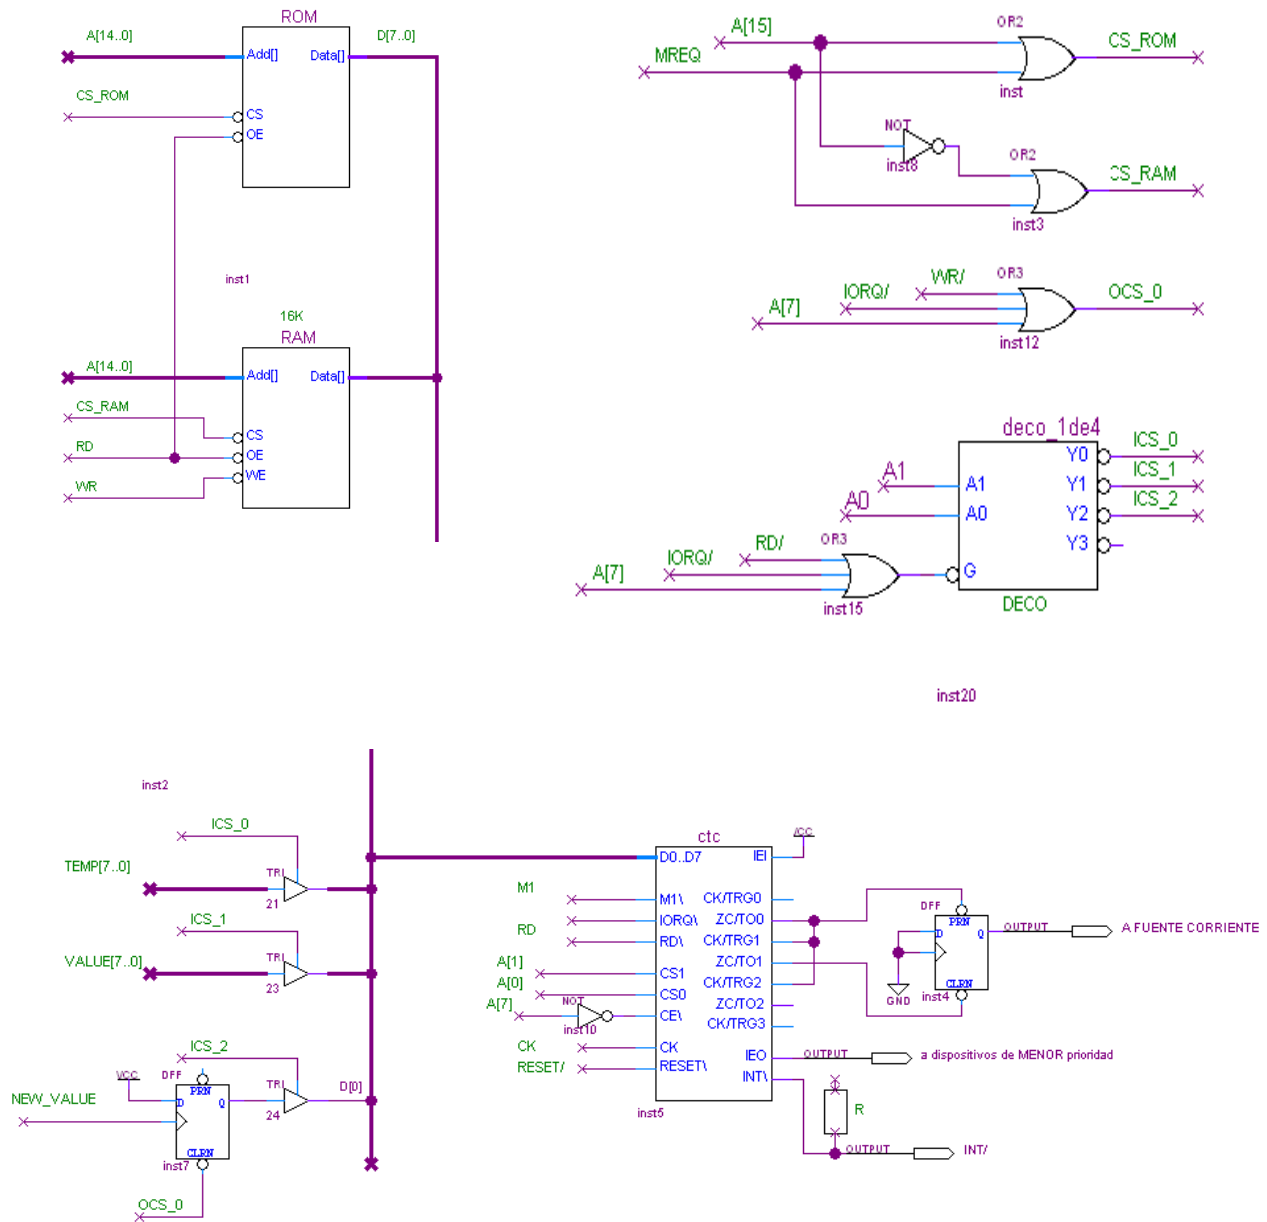 ROM
A[14..0]
D[7..0]
Add[]
Data[]
CS_ROM
CS
OE
inst1
16K
RAM
A[14..0]
Add[]
Data[]
CS_RAM
CS
RD
OE
WR
WE
A[15]
OR2
CS_ROM
MREQ
inst
NOT
inst8
OR2
CS_RAM
inst3
WR/
OR3
IORQ/
OCS_0
A[7]
inst12
deco_1de4
Y0
ICS_0
A1
A1
Y1
ICS_1
A0
A0
Y2
ICS_2
Y3
OR3
RD/
IORQ/
A[7]
G
inst15
DECO
inst20
inst2
ICS_0
TEMP[7..0]
TRI
21
ICS_1
VALUE[7..0]
TRI
23
ICS_2
VCC
DFF
PRN
D
Q
TRI
24
D[0]
NEW_VALUE
CLRN
inst7
OCS_0
ctc
VCC
D0..D7
IEI
M1
M1\
CK/TRG0
IORQ\
ZC/TO0
RD
RD\
CK/TRG1
A[1]
CS1
ZC/TO1
A[0]
CS0
CK/TRG2
A[7]
NOT
inst10
CE\
ZC/TO2
CK/TRG3
CK
CK
IEO
RESET/
RESET\
INT\
inst5
DFF
PRN
D
Q
OUTPUT
A FUENTE CORRIENTE
GND
CLRN
inst4
OUTPUT
a dispositivos de MENOR prioridad
R
OUTPUT
INT/